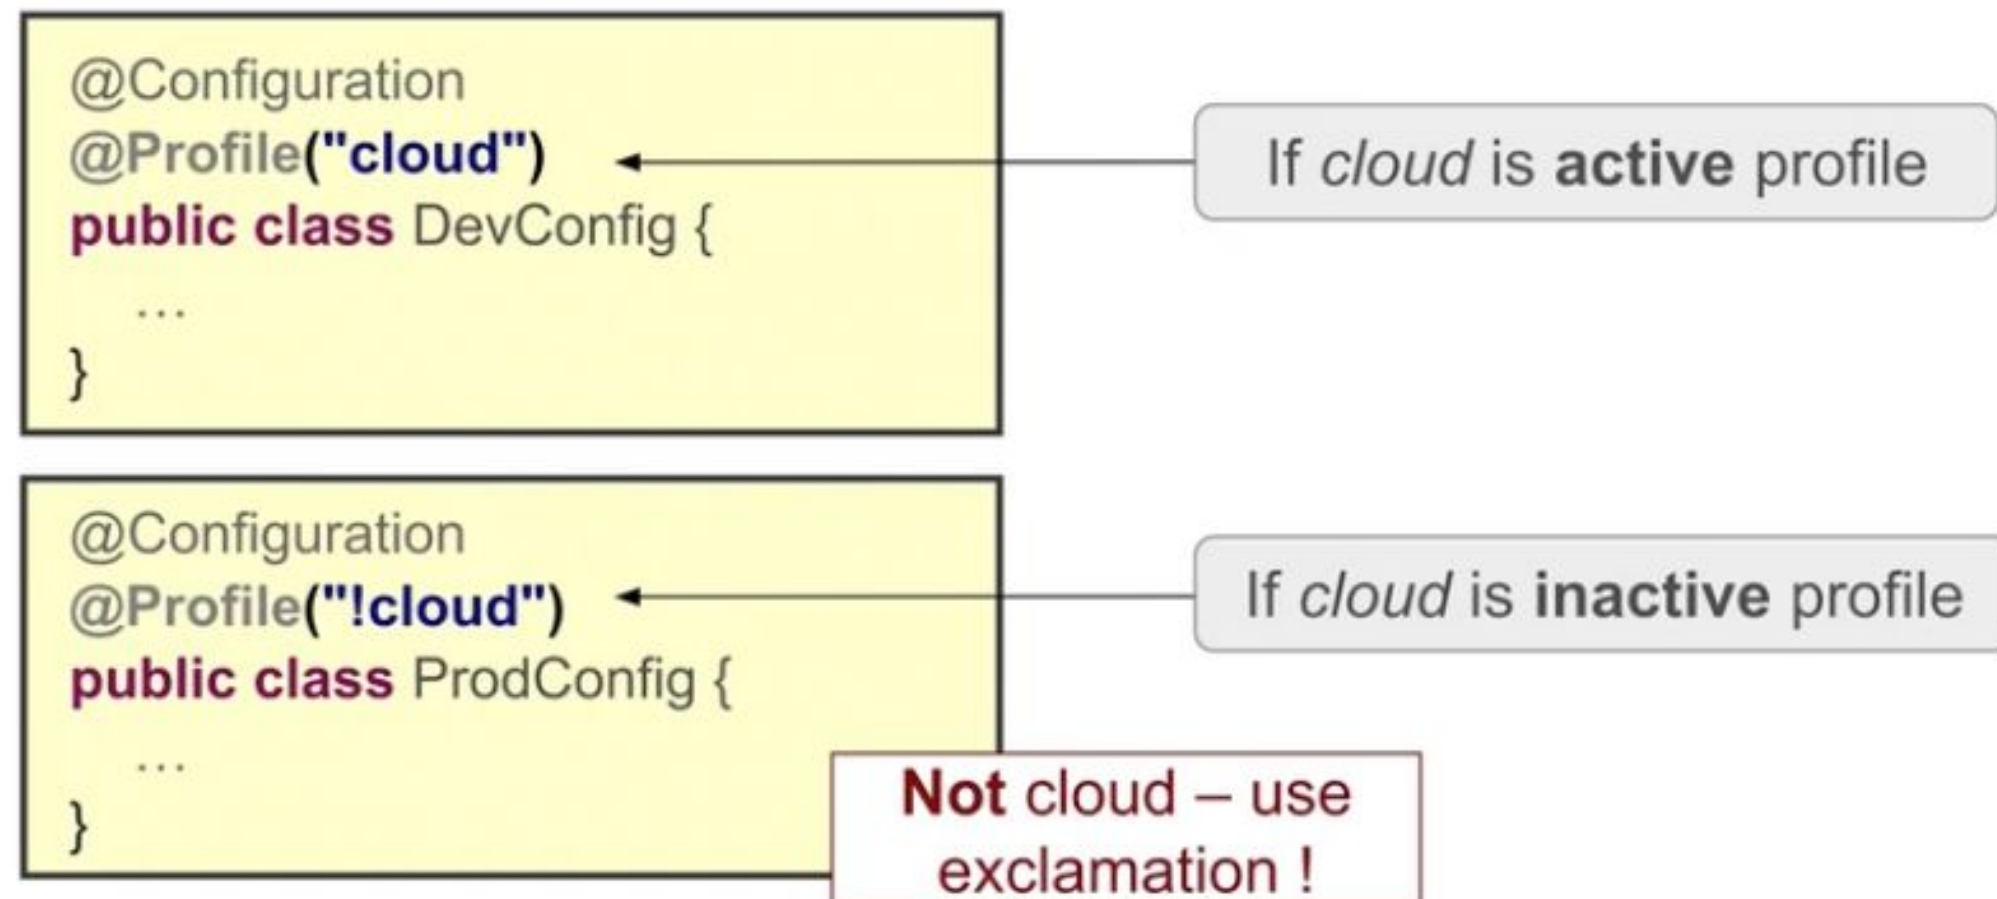 @Configuration
@Profile("cloud")
public class DevConfig {
...
}
If cloud is active profile
@Configuration
@Profile("!cloud")
public class ProdConfig {
...
}
If cloud is inactive profile
Not cloud – use
exclamation !